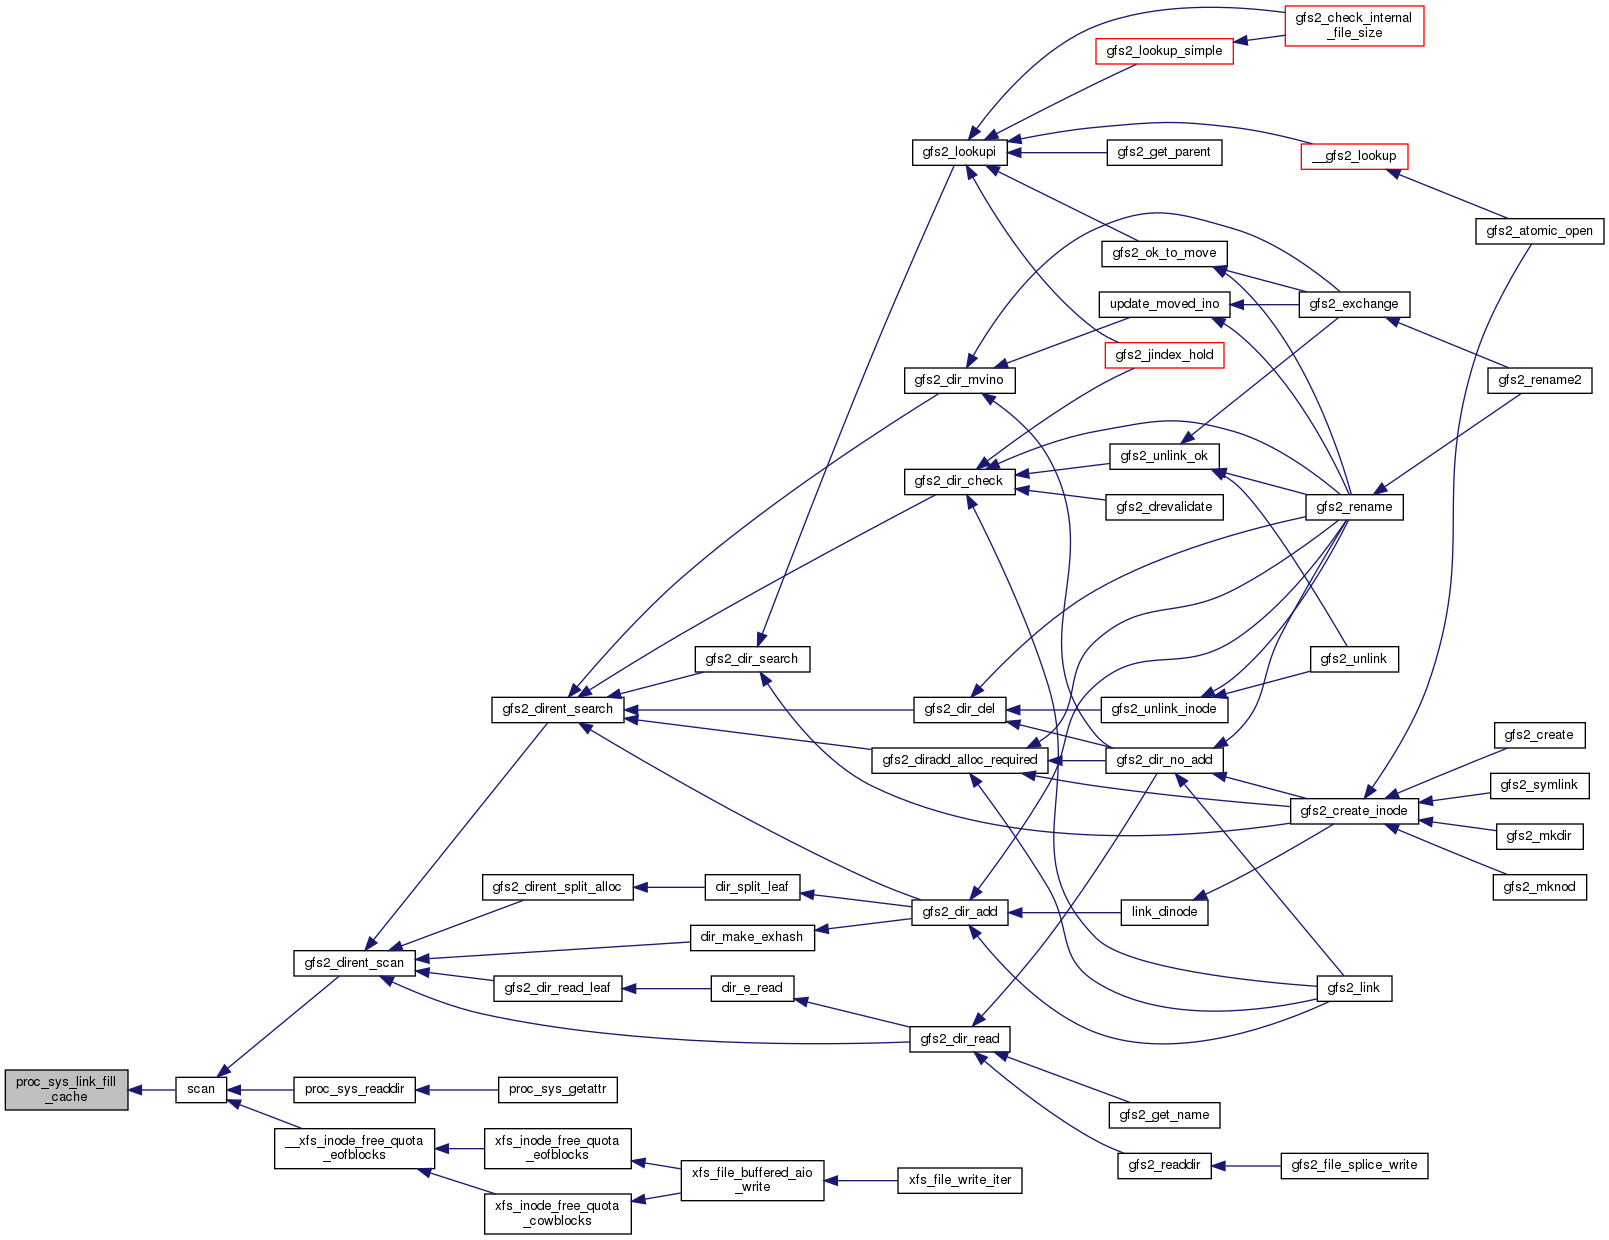 gfs2_check_internal
_file_size
gfs2_lookup_simple
gfs2_lookupi
gfs2_get_parent
__gfs2_lookup
gfs2_atomic_open
gfs2_ok_to_move
update_moved_ino
gfs2_exchange
gfs2_jindex_hold
gfs2_dir_mvino
gfs2_rename2
gfs2_unlink_ok
gfs2_dir_check
gfs2_drevalidate
gfs2_rename
gfs2_dir_search
gfs2_unlink
gfs2_dirent_search
gfs2_dir_del
gfs2_unlink_inode
gfs2_create
gfs2_diradd_alloc_required
gfs2_dir_no_add
gfs2_symlink
gfs2_create_inode
gfs2_mkdir
gfs2_dirent_split_alloc
dir_split_leaf
gfs2_mknod
gfs2_dir_add
link_dinode
dir_make_exhash
gfs2_dirent_scan
gfs2_dir_read_leaf
dir_e_read
gfs2_link
gfs2_dir_read
proc_sys_link_fill
_cache
scan
proc_sys_readdir
proc_sys_getattr
gfs2_get_name
__xfs_inode_free_quota
_eofblocks
xfs_inode_free_quota
_eofblocks
gfs2_readdir
gfs2_file_splice_write
xfs_file_buffered_aio
_write
xfs_file_write_iter
xfs_inode_free_quota
_cowblocks